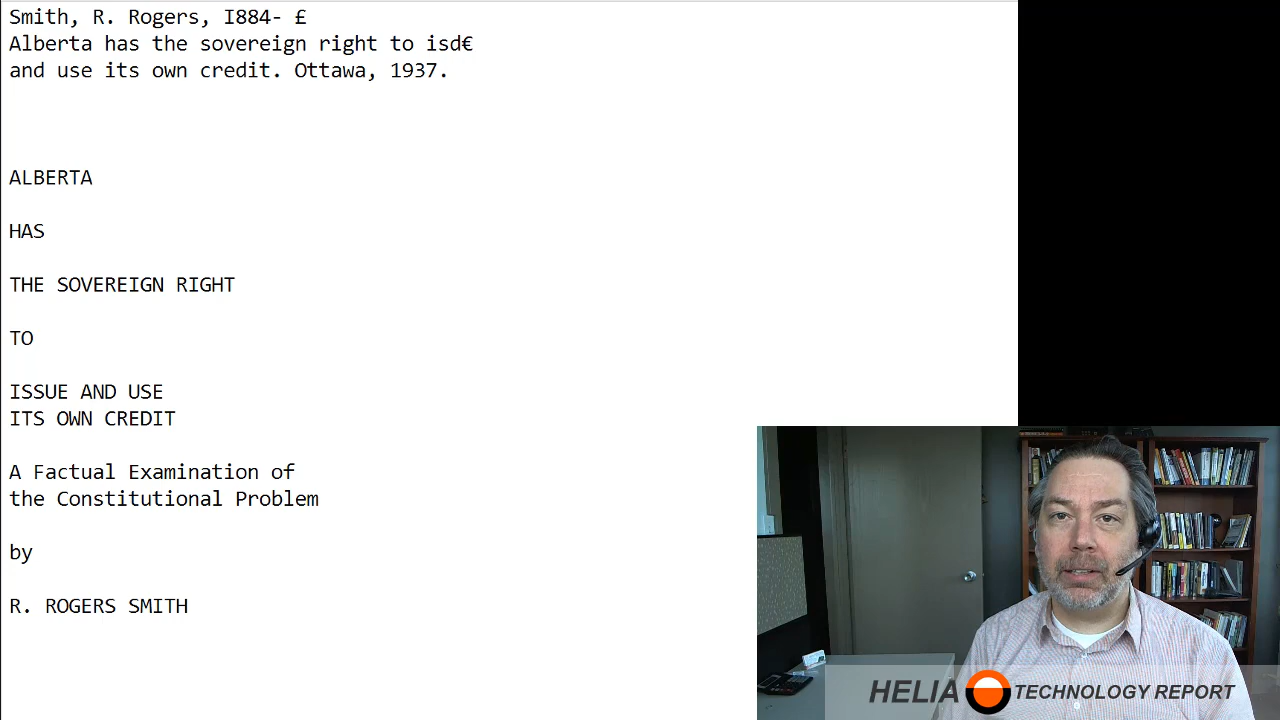 Smith, R. Rogers, I884- £
Alberta has the sovereign right to isd€
and use its own credit. Ottawa, 1937.
ALBERTA
HAS
THE SOVEREIGN RIGHT
TO
ISSUE AND USE
ITS OWN CREDIT
A Factual Examination of
the Constitutional Problem
by
R. ROGERS SMITH
HELIA TECHNOLOGY REPORT